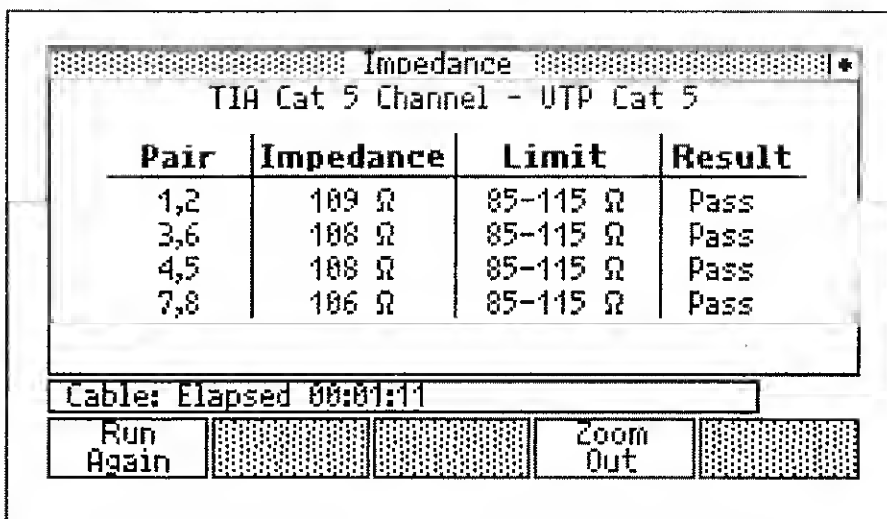 Impedance
TIA Cat 5 Channel - UTP Cat 5
Pair Impedance Limit Result
1,2 109 Ω 85-115 Ω Pass
3,6 108 Ω 85-115 Ω Pass
4,5 108 Ω 85-115 Ω Pass
7,8 106 Ω 85-115 Ω Pass
Cable: Elapsed 00:01:11
Run Again
Zoom Out